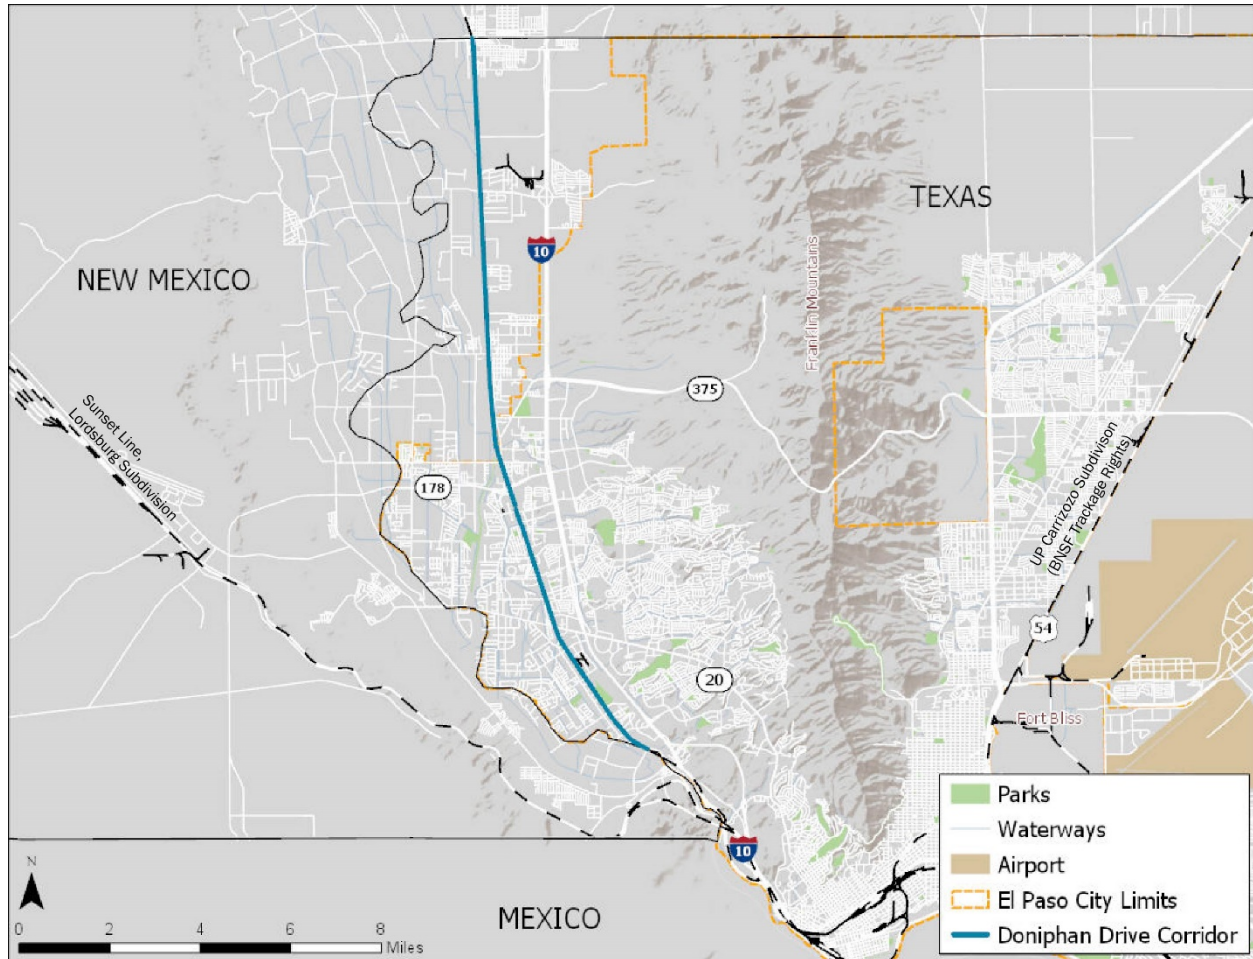 TEXAS
Franklin Mountains
10
NEW MEXICO
375
Sunset Line,
Lordsburg Subdivision
178
UP Carrizozo Subdivison
(BNSF Trackage Rights)
54
20
Fort Bliss
10
MEXICO
N
0 2 4 6 8
Miles
Parks
Waterways
Airport
El Paso City Limits
Doniphan Drive Corridor